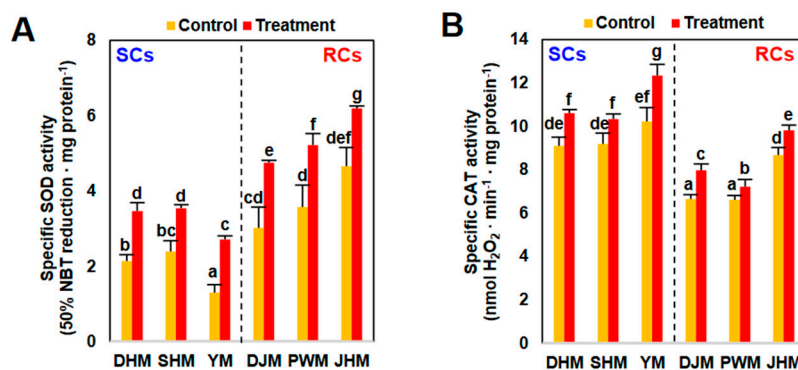 A
Control Treatment
SCs RCs
Specific SOD activity
(50% NBT reduction · mg protein⁻¹)
8
6
4
2
0
b d bc d a c cd e def f g
DHM SHM YM DJM PWM JHM
B
Control Treatment
SCs RCs
Specific CAT activity
(nmol H₂O₂ · min⁻¹ · mg protein⁻¹)
14
12
10
8
6
4
2
0
de f de f ef g a c a b de e
DHM SHM YM DJM PWM JHM